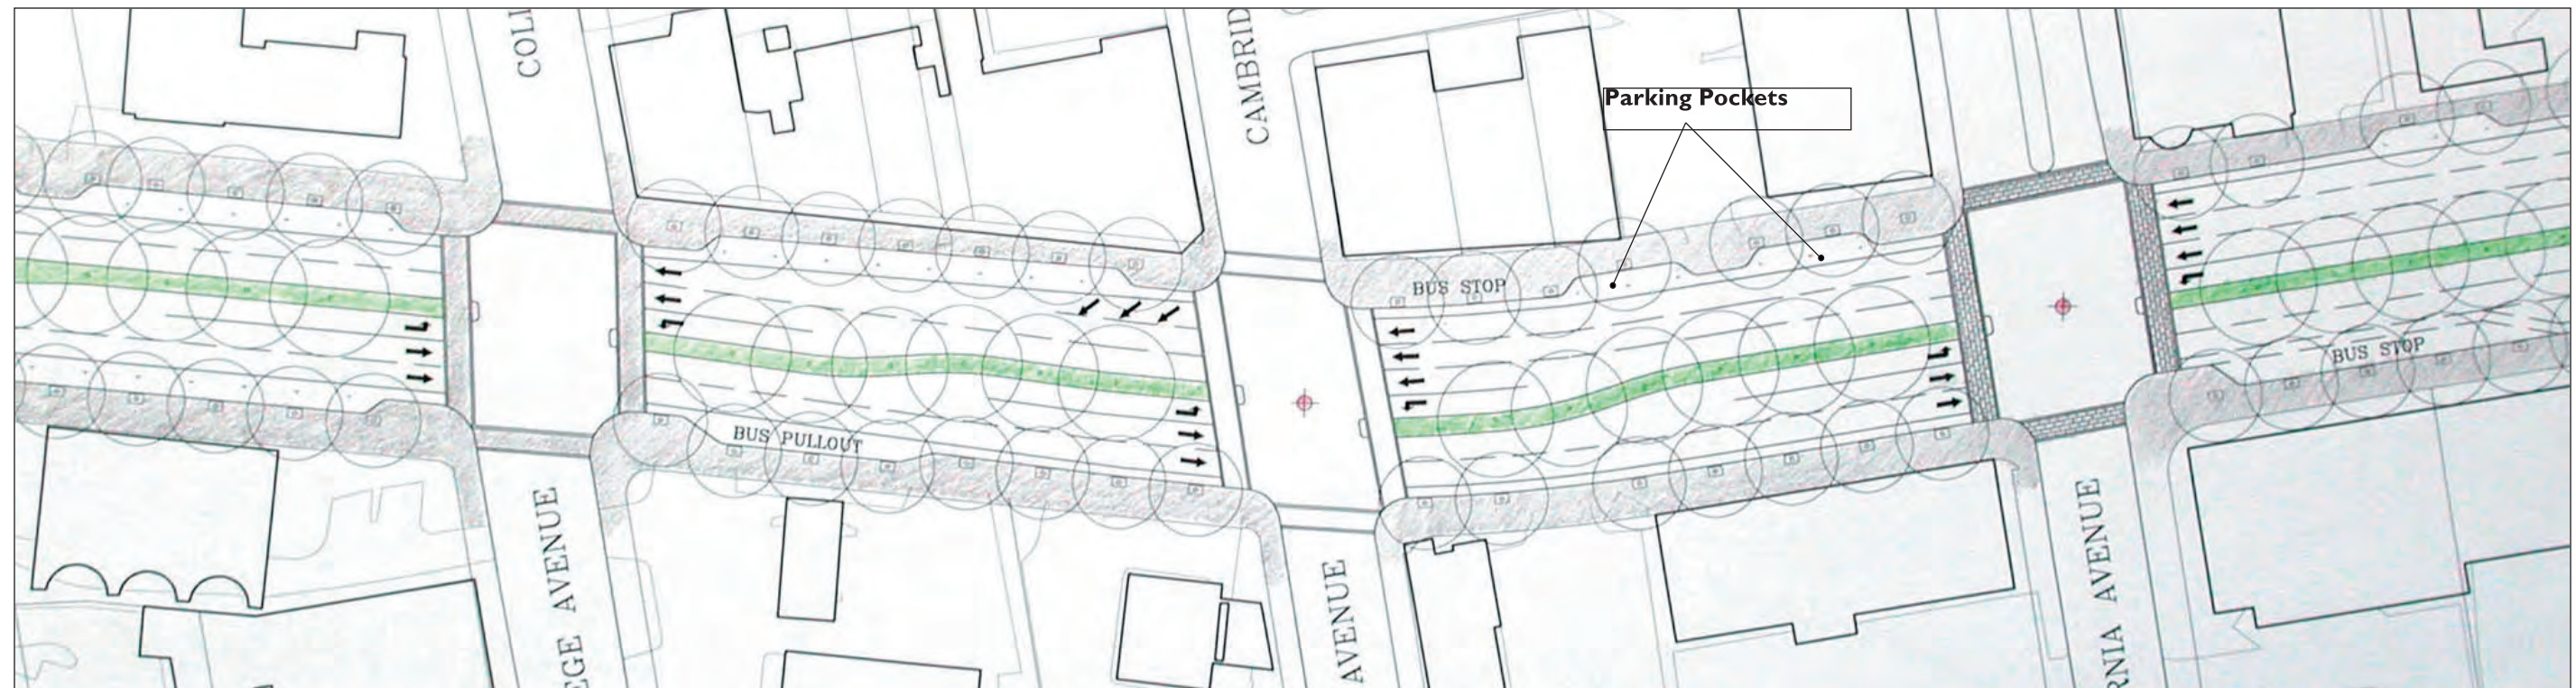 COLL
CAMBRID
Parking Pockets
BUS STOP
BUS STOP
BUS PULLOUT
EGE AVENUE
AVENUE
RNIA AVENUE